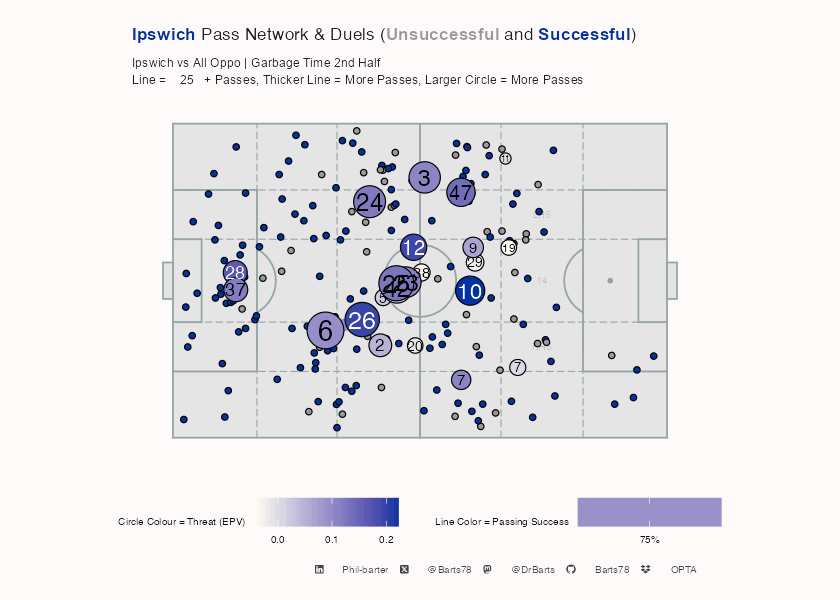 Ipswich Pass Network & Duels (Unsuccessful and Successful)
Ipswich vs All Oppo | Garbage Time 2nd Half
Line = 25 + Passes, Thicker Line = More Passes, Larger Circle = More Passes
11
3
24
47
12
9
19
29
28
37
10
26
6
2
20
7
7
14
Circle Colour = Threat (EPV)
0.0 0.1 0.2
Line Color = Passing Success
75%
Phil-barter @Barts78 @DrBarts Barts78 OPTA